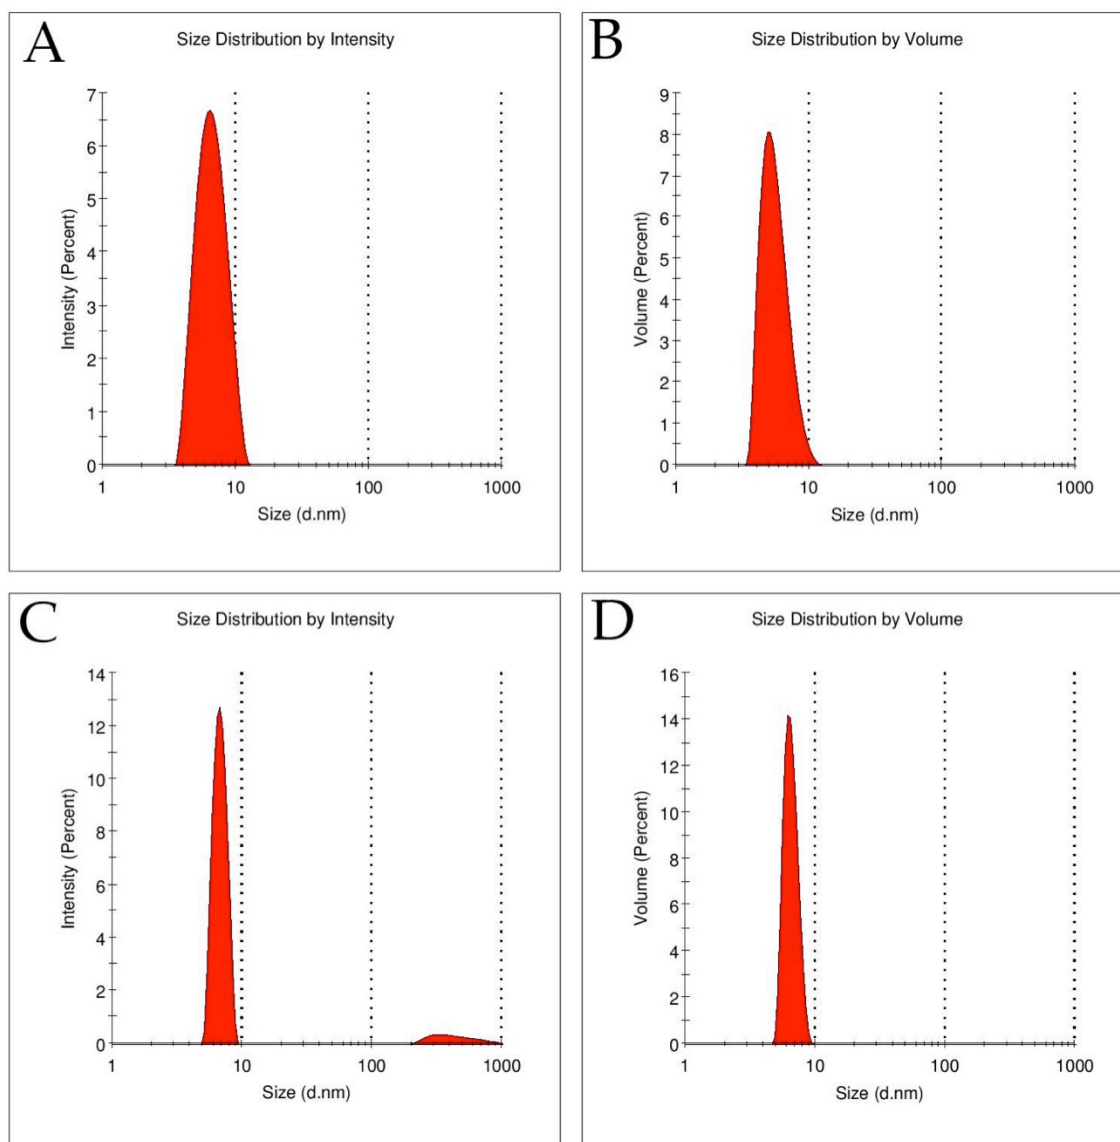 A
Size Distribution by Intensity
7
6
5
4
3
2
1
0
Intensity (Percent)
1 10 100 1000
Size (d.nm)
B
Size Distribution by Volume
9
8
7
6
5
4
3
2
1
0
Volume (Percent)
1 10 100 1000
Size (d.nm)
C
Size Distribution by Intensity
14
12
10
8
6
4
2
0
Intensity (Percent)
1 10 100 1000
Size (d.nm)
D
Size Distribution by Volume
16
14
12
10
8
6
4
2
0
Volume (Percent)
1 10 100 1000
Size (d.nm)